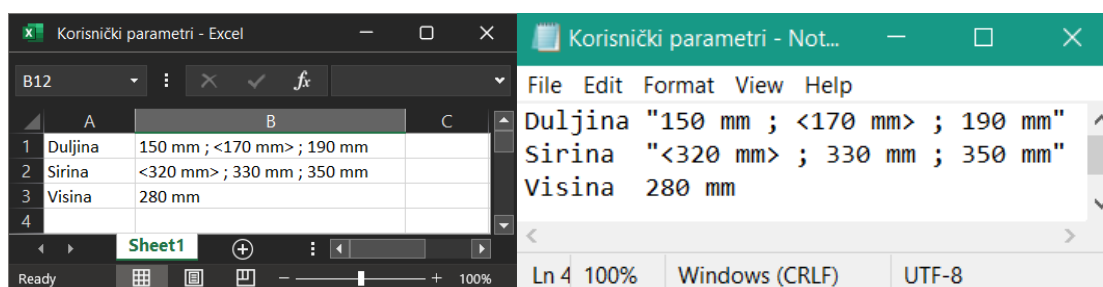 Korisnički parametri - Excel
B12
fx
A B C
1 Duljina 150 mm ; <170 mm> ; 190 mm
2 Sirina <320 mm> ; 330 mm ; 350 mm
3 Visina 280 mm
4
Sheet1
Ready 100%
Korisnički parametri - Not...
File Edit Format View Help
Duljina "150 mm ; <170 mm> ; 190 mm"
Sirina "<320 mm> ; 330 mm ; 350 mm"
Visina 280 mm
Ln 4 100% Windows (CRLF) UTF-8